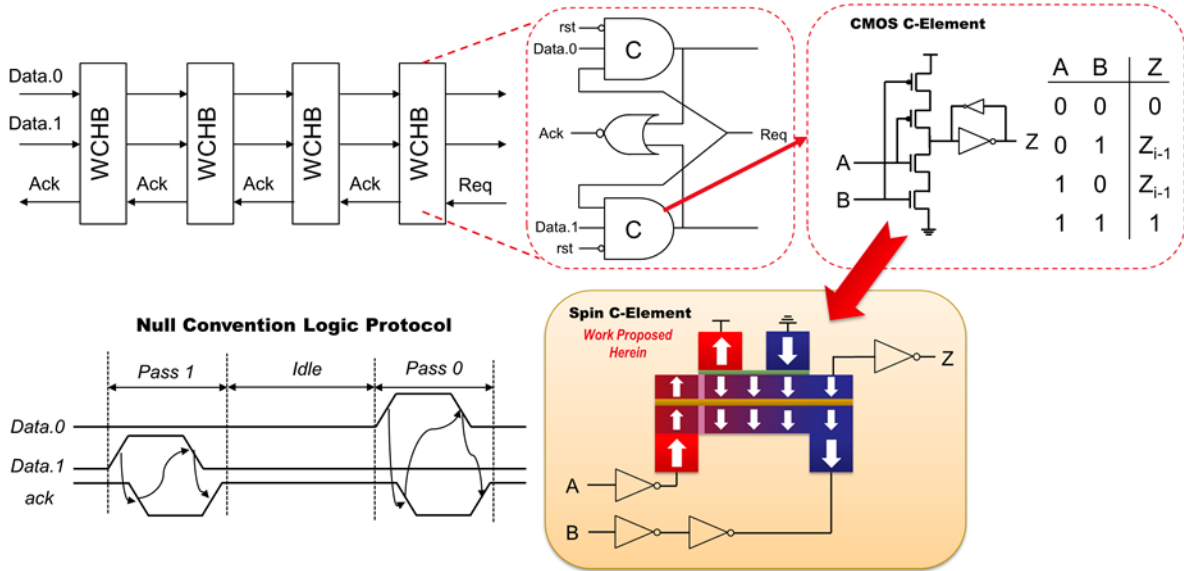 Data.0
Data.1
WCHB
WCHB
WCHB
WCHB
Ack
Ack
Ack
Ack
Req
rst
Data.0
C
Ack
Req
C
Data.1
rst
CMOS C-Element
A
B
Z
A B Z
0 0 0
0 1 Zi-1
1 0 Zi-1
1 1 1
Null Convention Logic Protocol
Pass 1
Idle
Pass 0
Data.0
Data.1
ack
Spin C-Element
Work Proposed
Herein
Z
A
B